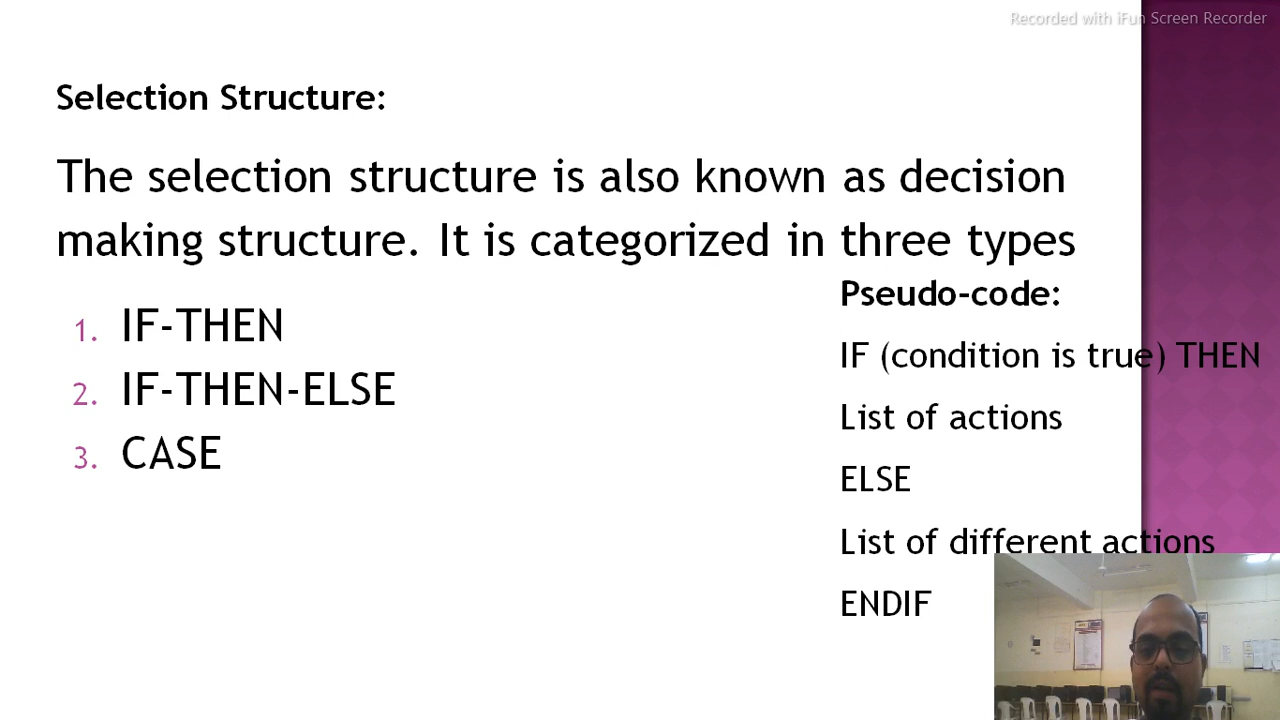 Recorded with iFun Screen Recorder
Selection Structure:
The selection structure is also known as decision
making structure. It is categorized in three types
1. IF-THEN
2. IF-THEN-ELSE
3. CASE
Pseudo-code:
IF (condition is true) THEN
List of actions
ELSE
List of different actions
ENDIF